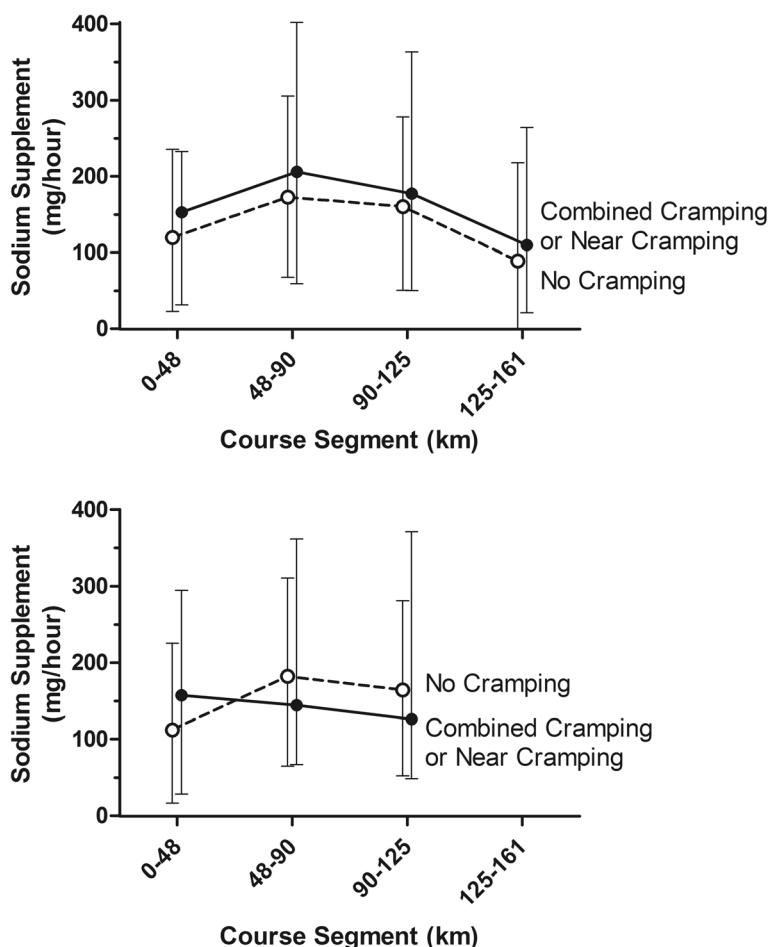 Sodium Supplement
(mg/hour)
400
300
200
100
0
Combined Cramping
or Near Cramping
No Cramping
0-48
48-90
90-125
125-161
Course Segment (km)
Sodium Supplement
(mg/hour)
400
300
200
100
0
No Cramping
Combined Cramping
or Near Cramping
0-48
48-90
90-125
125-161
Course Segment (km)